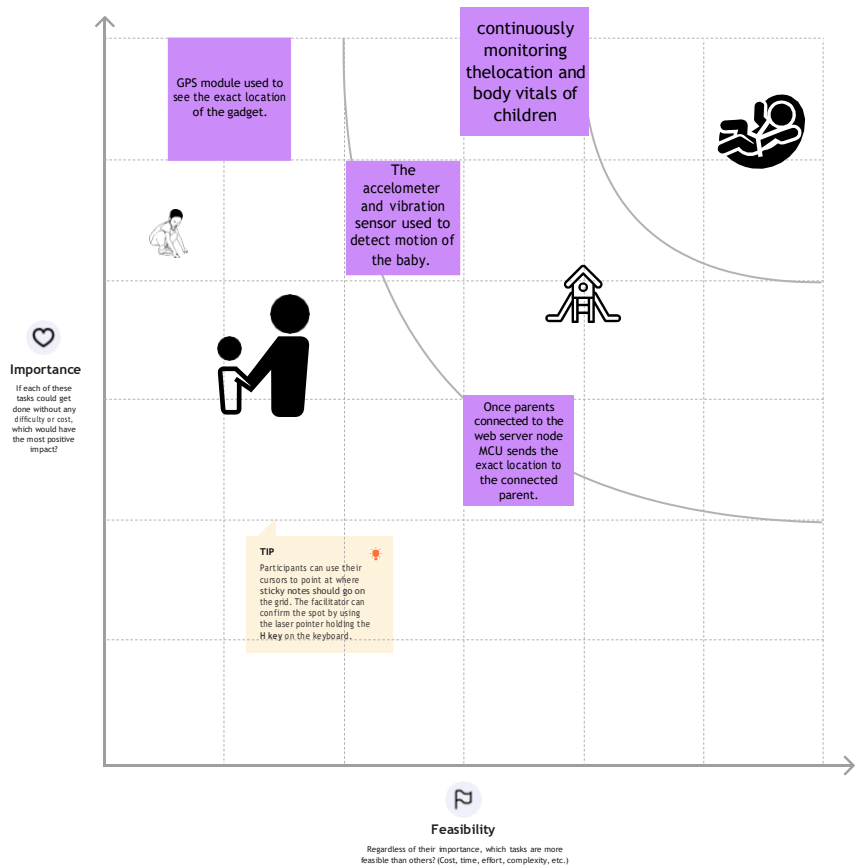 GPS module used to
see the exact location
of the gadget.
continuously
monitoring
thelocation and
body vitals of
children
The
accelometer
and vibration
sensor used to
detect motion of
the baby.
Importance
If each of these
tasks could get
done without any
difficulty or cost,
which would have
the most positive
impact?
Once parents
connected to the
web server node
MCU sends the
exact location to
the connected
parent.
TIP
Participants can use their
cursors to point at where
sticky notes should go on
the grid. The facilitator can
confirm the spot by using
the laser pointer holding the
H key on the keyboard.
Feasibility
Regardless of their importance, which tasks are more
feasible than others? (Cost, time, effort, complexity, etc.)